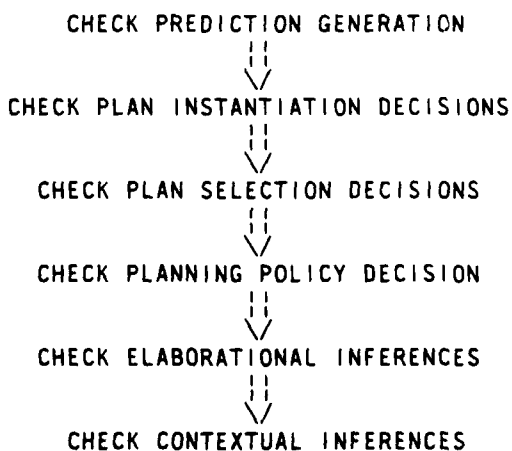 CHECK PREDICTION GENERATION
CHECK PLAN INSTANTIATION DECISIONS
CHECK PLAN SELECTION DECISIONS
CHECK PLANNING POLICY DECISION
CHECK ELABORATIONAL INFERENCES
CHECK CONTEXTUAL INFERENCES